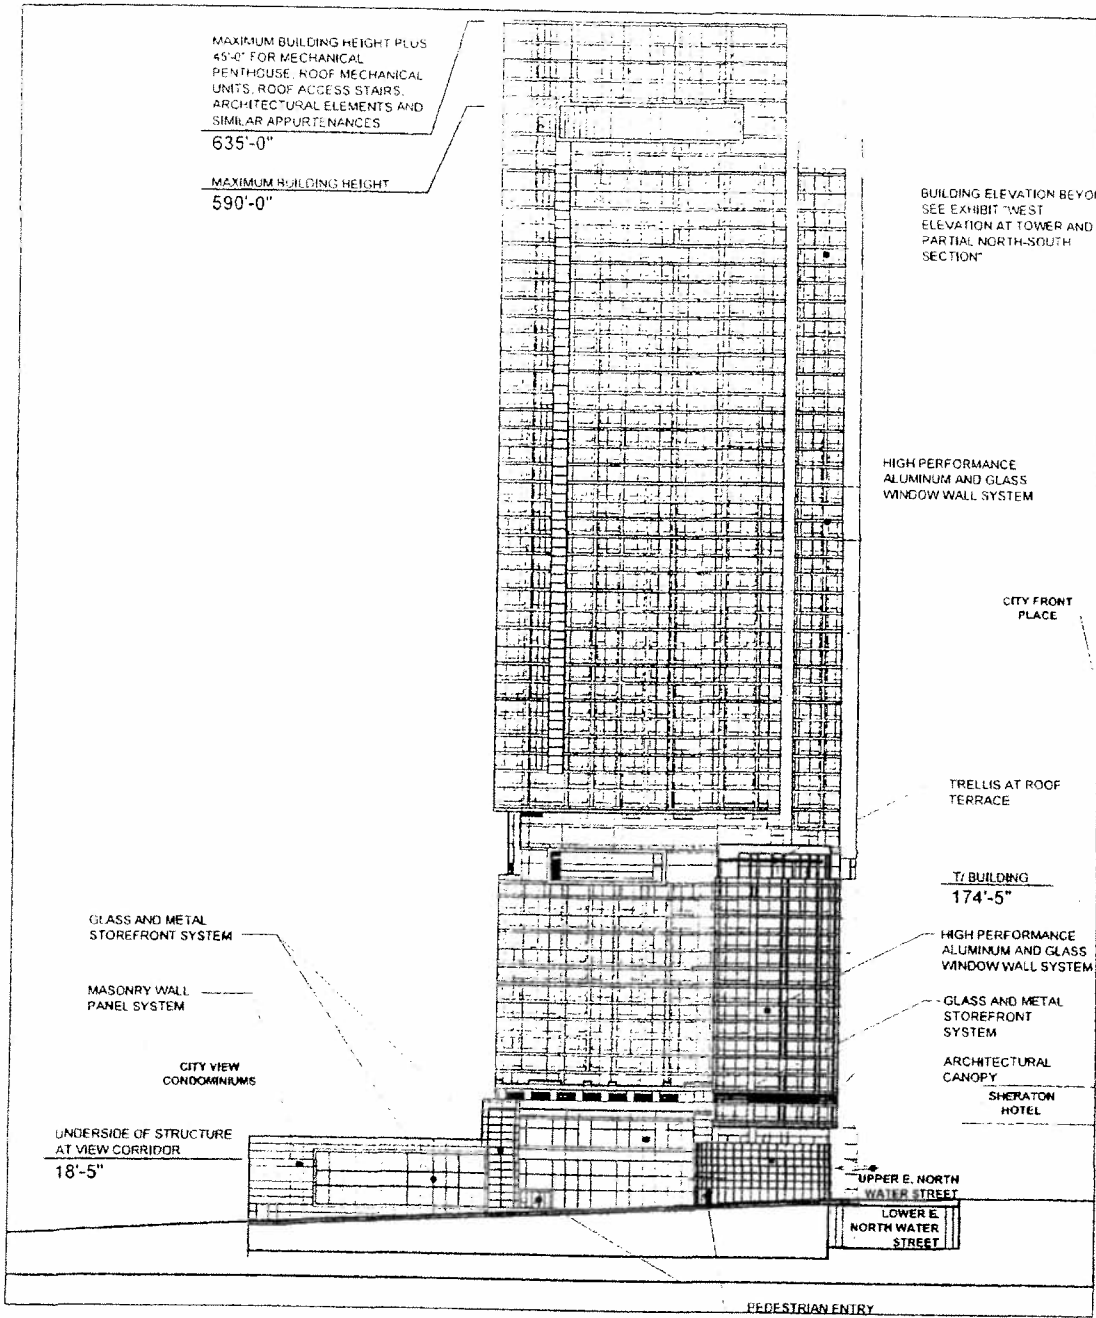 MAXIMUM BUILDING HEIGHT PLUS
45'-0" FOR MECHANICAL
PENTHOUSE, ROOF MECHANICAL
UNITS, ROOF ACCESS STAIRS,
ARCHITECTURAL ELEMENTS AND
SIMILAR APPURTENANCES
635'-0"
MAXIMUM BUILDING HEIGHT
590'-0"
BUILDING ELEVATION BEYO
SEE EXHIBIT "WEST
ELEVATION AT TOWER AND
PARTIAL NORTH-SOUTH
SECTION"
HIGH PERFORMANCE
ALUMINUM AND GLASS
WINDOW WALL SYSTEM
CITY FRONT
PLACE
TRELLIS AT ROOF
TERRACE
T/ BUILDING
174'-5"
GLASS AND METAL
STOREFRONT SYSTEM
HIGH PERFORMANCE
ALUMINUM AND GLASS
WINDOW WALL SYSTEM
MASONRY WALL
PANEL SYSTEM
GLASS AND METAL
STOREFRONT
SYSTEM
CITY VIEW
CONDOMINIUMS
ARCHITECTURAL
CANOPY
SHERATON
HOTEL
UNDERSIDE OF STRUCTURE
AT VIEW CORRIDOR
18'-5"
UPPER E. NORTH
WATER STREET
LOWER E.
NORTH WATER
STREET
PEDESTRIAN ENTRY